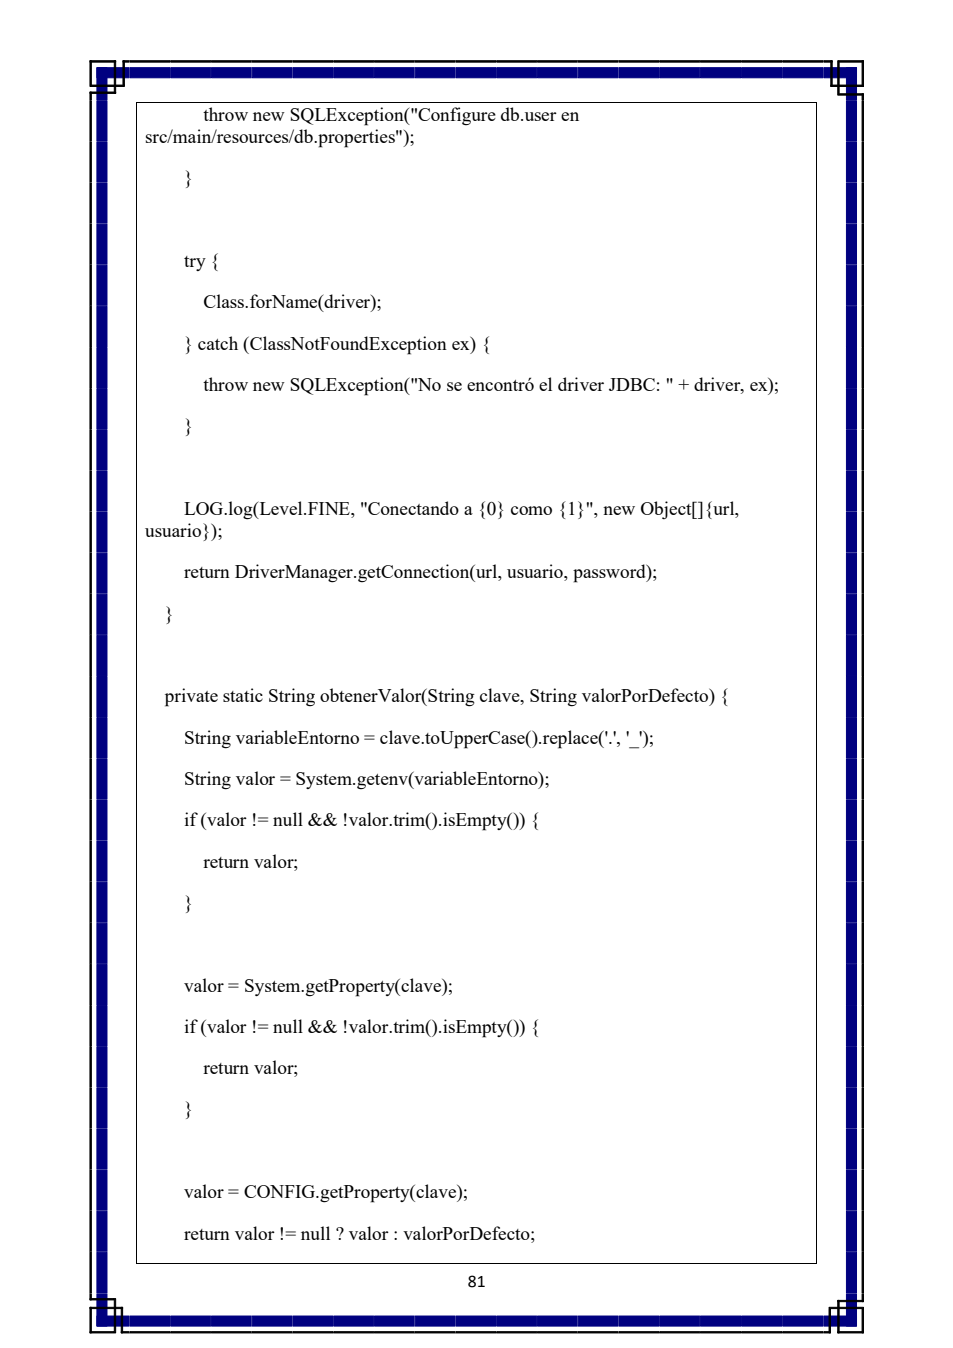 throw new SQLException("Configure db.user en
src/main/resources/db.properties");
}
try {
Class.forName(driver);
} catch (ClassNotFoundException ex) {
throw new SQLException("No se encontró el driver JDBC: " + driver, ex);
}
LOG.log(Level.FINE, "Conectando a {0} como {1}", new Object[]{url,
usuario});
return DriverManager.getConnection(url, usuario, password);
}
private static String obtenerValor(String clave, String valorPorDefecto) {
String variableEntorno = clave.toUpperCase().replace('.', '_');
String valor = System.getenv(variableEntorno);
if (valor != null && !valor.trim().isEmpty()) {
return valor;
}
valor = System.getProperty(clave);
if (valor != null && !valor.trim().isEmpty()) {
return valor;
}
valor = CONFIG.getProperty(clave);
return valor != null ? valor : valorPorDefecto;
81